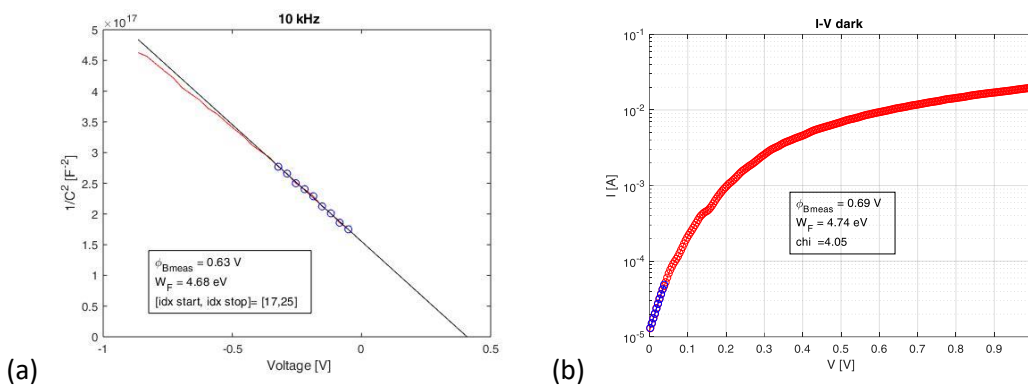 10 kHz
×10^17
5
4.5
4
3.5
3
2.5
2
1.5
1
0.5
0
1/C^2 [F^-2]
ϕ_Bmeas = 0.63 V
W_F = 4.68 eV
[idx start, idx stop]= [17,25]
-1 -0.5 0 0.5
Voltage [V]
(a)
I-V dark
10^-1
10^-2
10^-3
10^-4
10^-5
I [A]
ϕ_Bmeas = 0.69 V
W_F = 4.74 eV
chi =4.05
0 0.1 0.2 0.3 0.4 0.5 0.6 0.7 0.8 0.9
V [V]
(b)